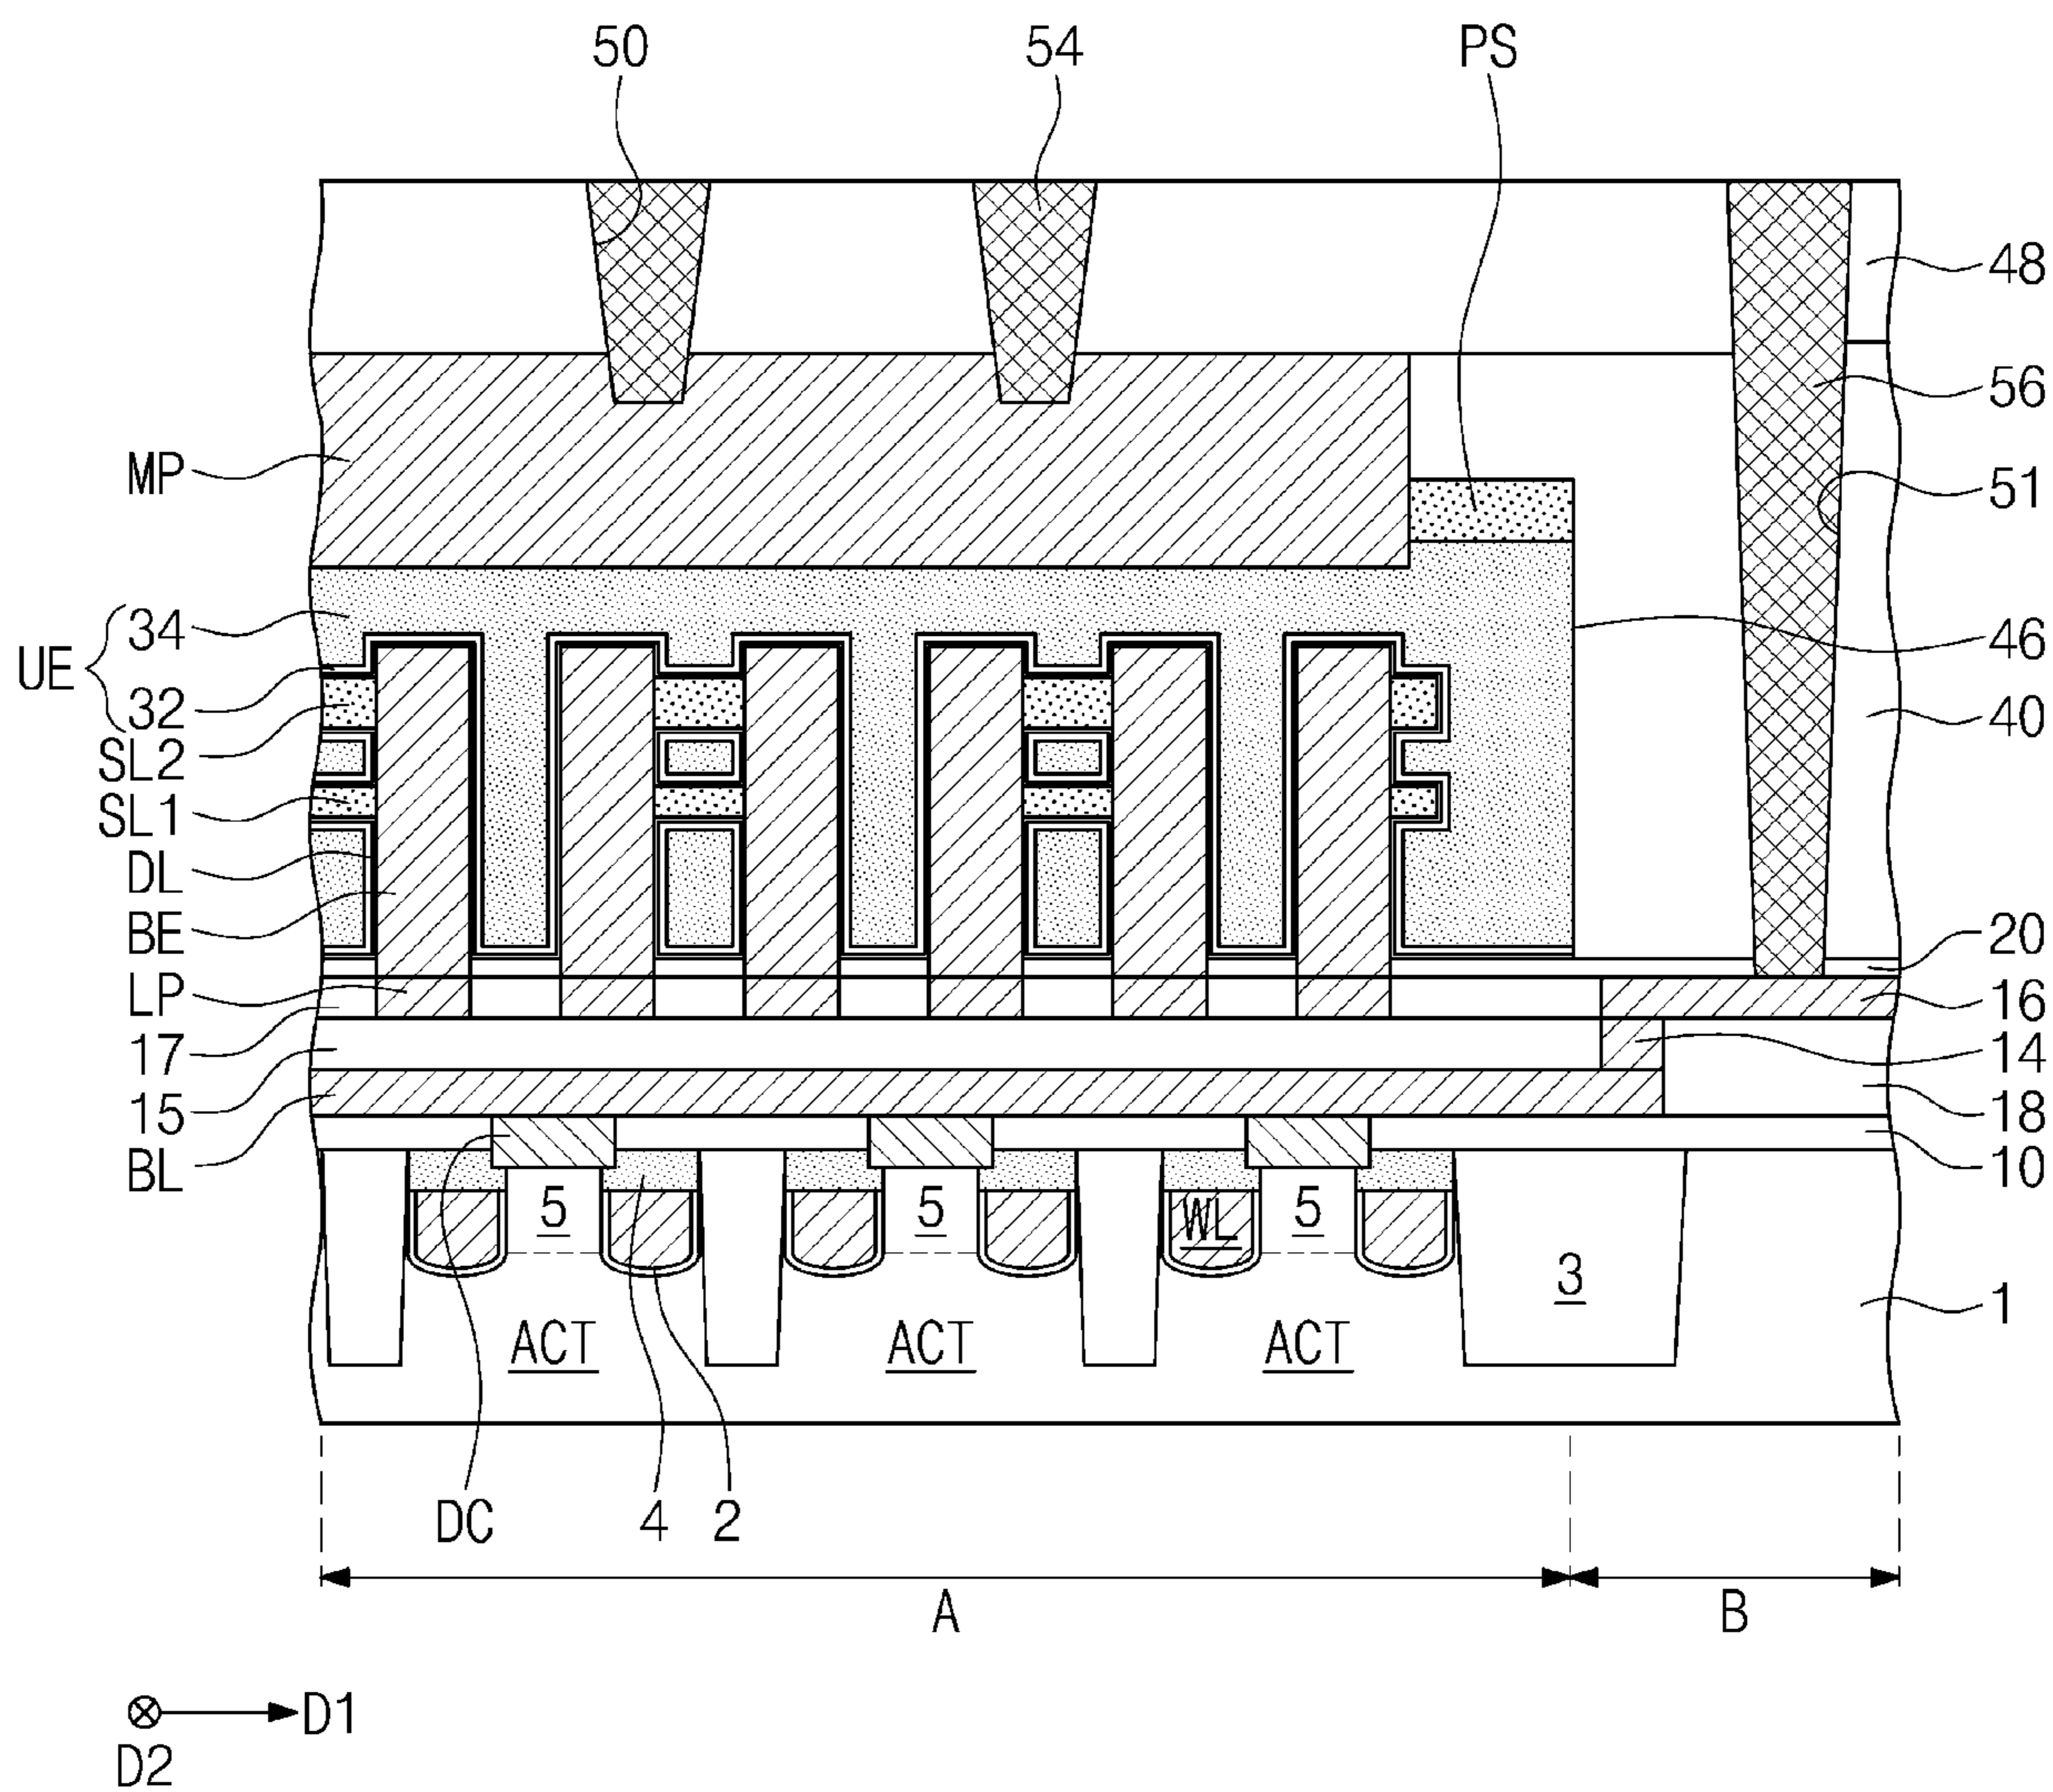 50 54 PS
48
56
MP 51
34 46
UE
32 40
SL2
SL1
DL
BE 20
LP 16
17 14
15 18
BL 10
5 5 WL 5
3
1
ACT ACT ACT
DC 4 2
A B
D1
D2